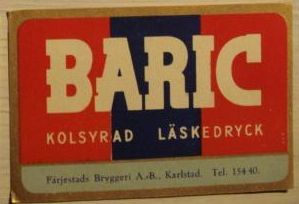 BARIC
KOLSYRAD LÄSKEDRYCK
Färjestads Bryggeri A.-B., Karlstad. Tel. 154 40.